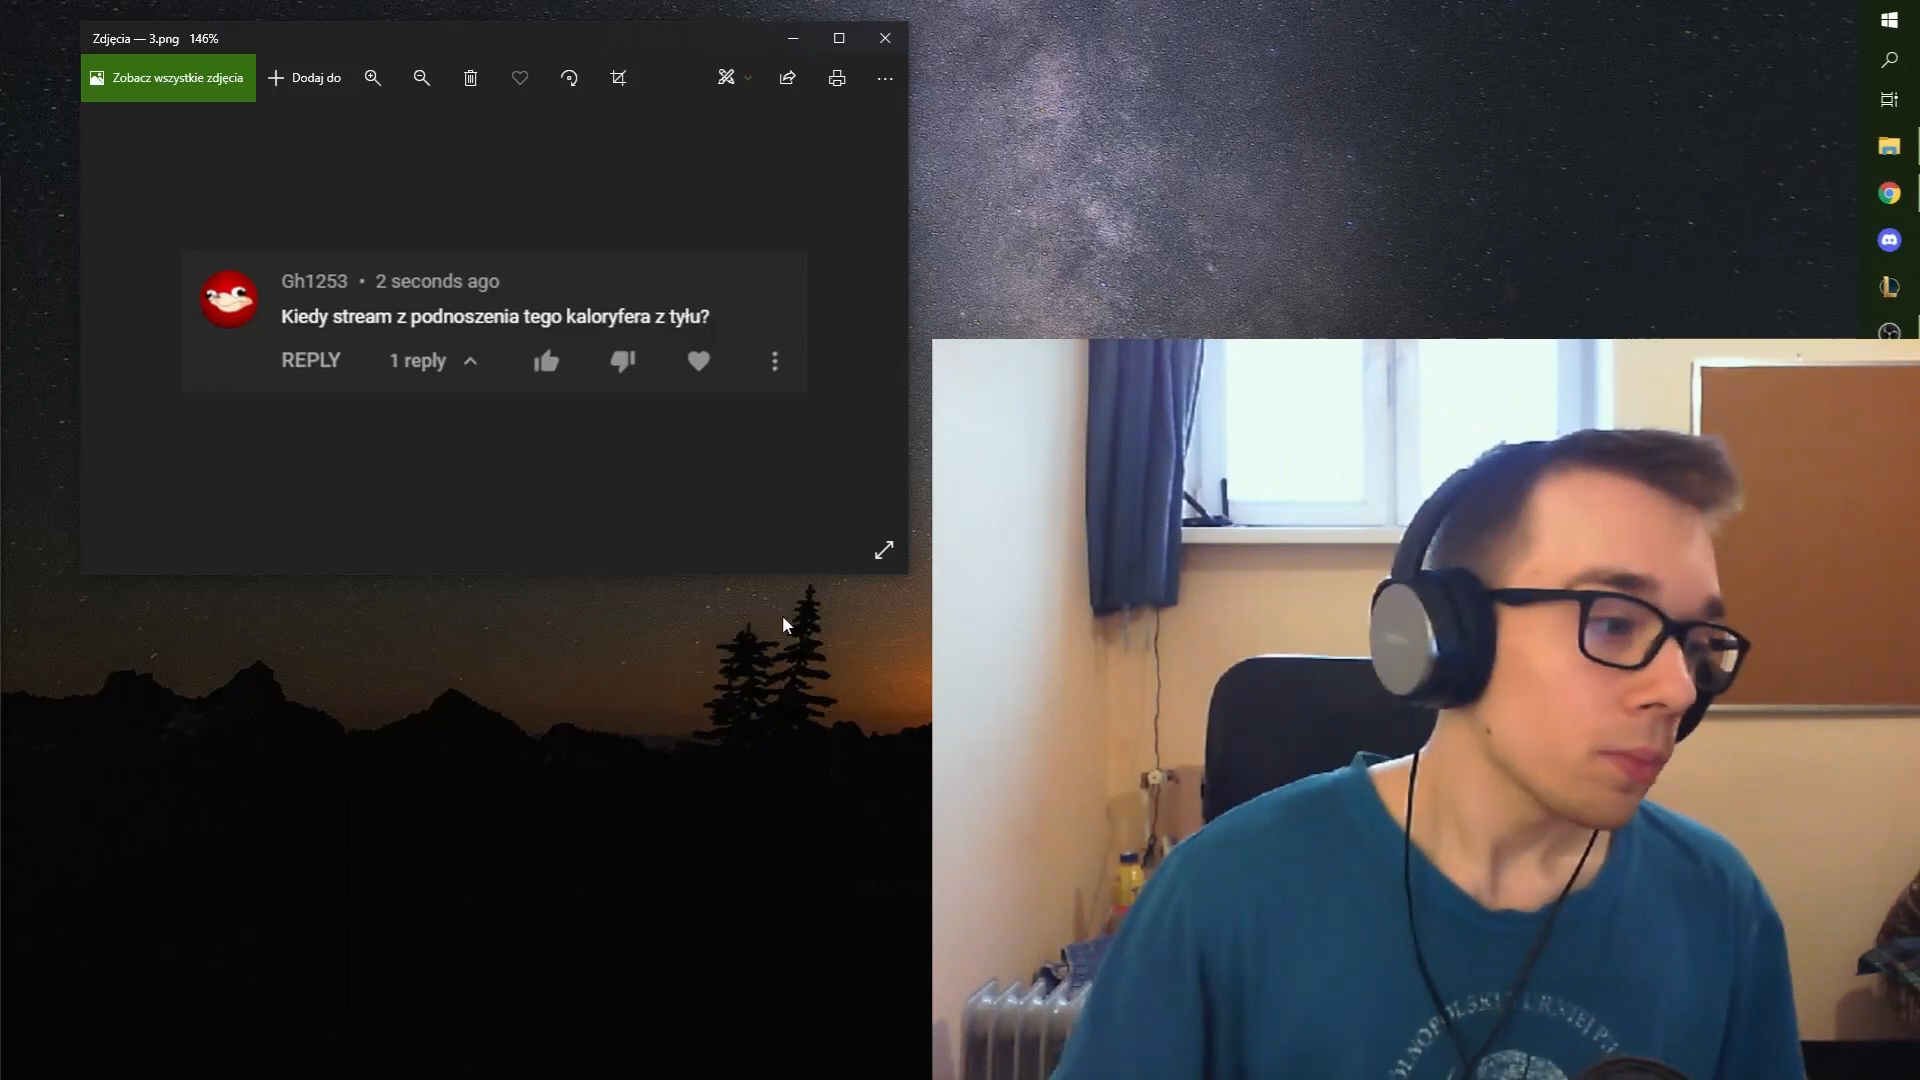 Zdjęcia — 3.png 146%
Zobacz wszystkie zdjęcia
Dodaj do
Gh1253 • 2 seconds ago
Kiedy stream z podnoszenia tego kaloryfera z tyłu?
REPLY 1 reply